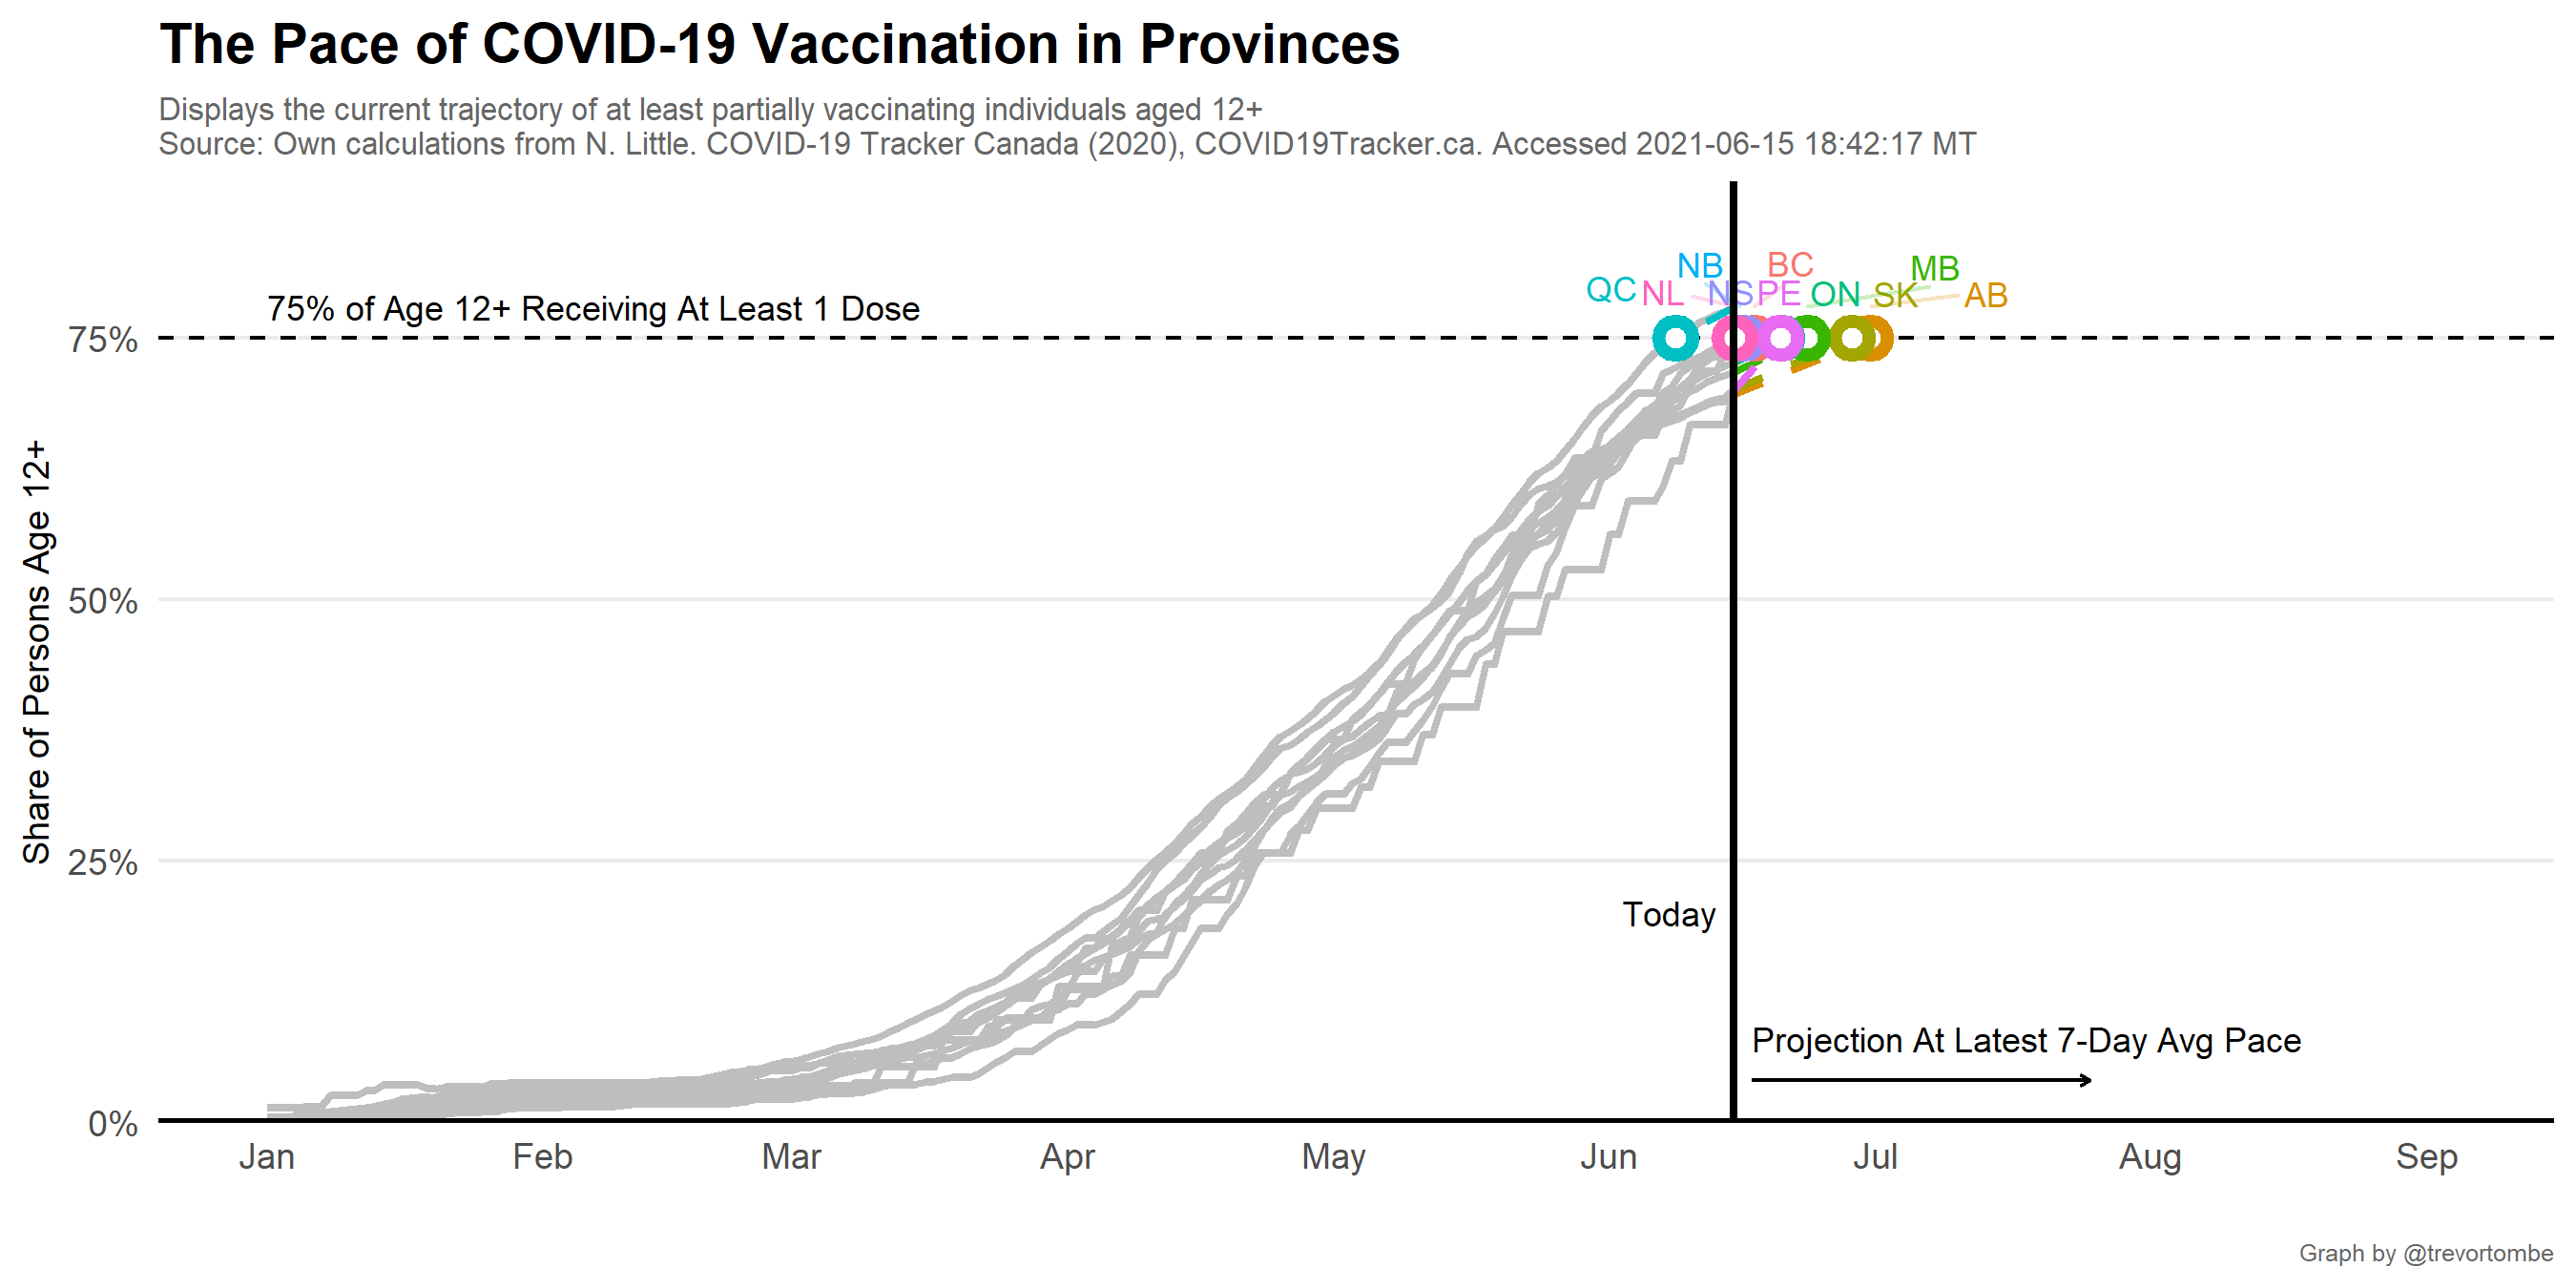 The Pace of COVID-19 Vaccination in Provinces
Displays the current trajectory of at least partially vaccinating individuals aged 12+
Source: Own calculations from N. Little. COVID-19 Tracker Canada (2020), COVID19Tracker.ca. Accessed 2021-06-15 18:42:17 MT
NB BC MB
QC NL NS PE ON SK AB
75% of Age 12+ Receiving At Least 1 Dose
75%
50%
25%
0%
Share of Persons Age 12+
Today
Projection At Latest 7-Day Avg Pace
Jan Feb Mar Apr May Jun Jul Aug Sep
Graph by @trevortombe